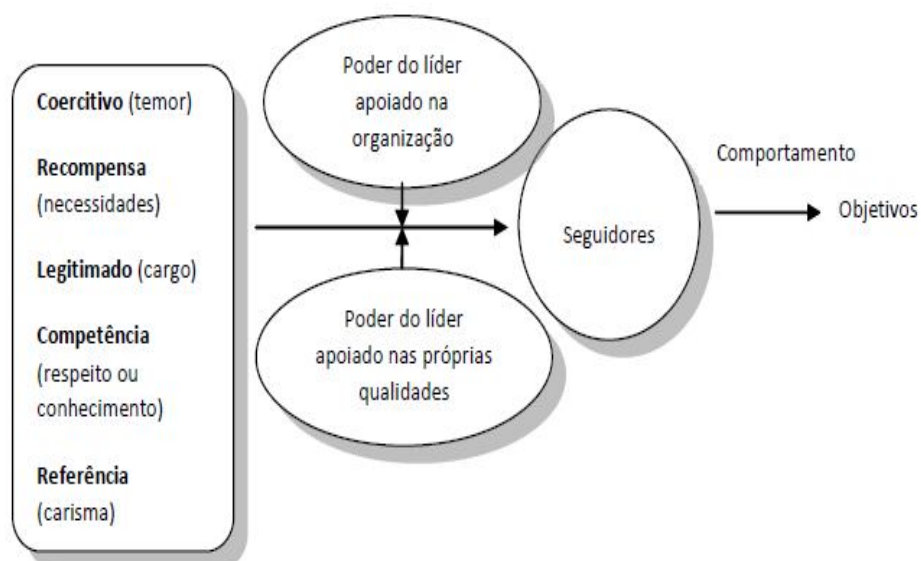 Coercitivo (temor)
Recompensa
(necessidades)
Legitimado (cargo)
Competência
(respeito ou
conhecimento)
Referência
(carisma)
Poder do líder
apoiado na
organização
Poder do líder
apoiado nas próprias
qualidades
Seguidores
Comportamento
Objetivos